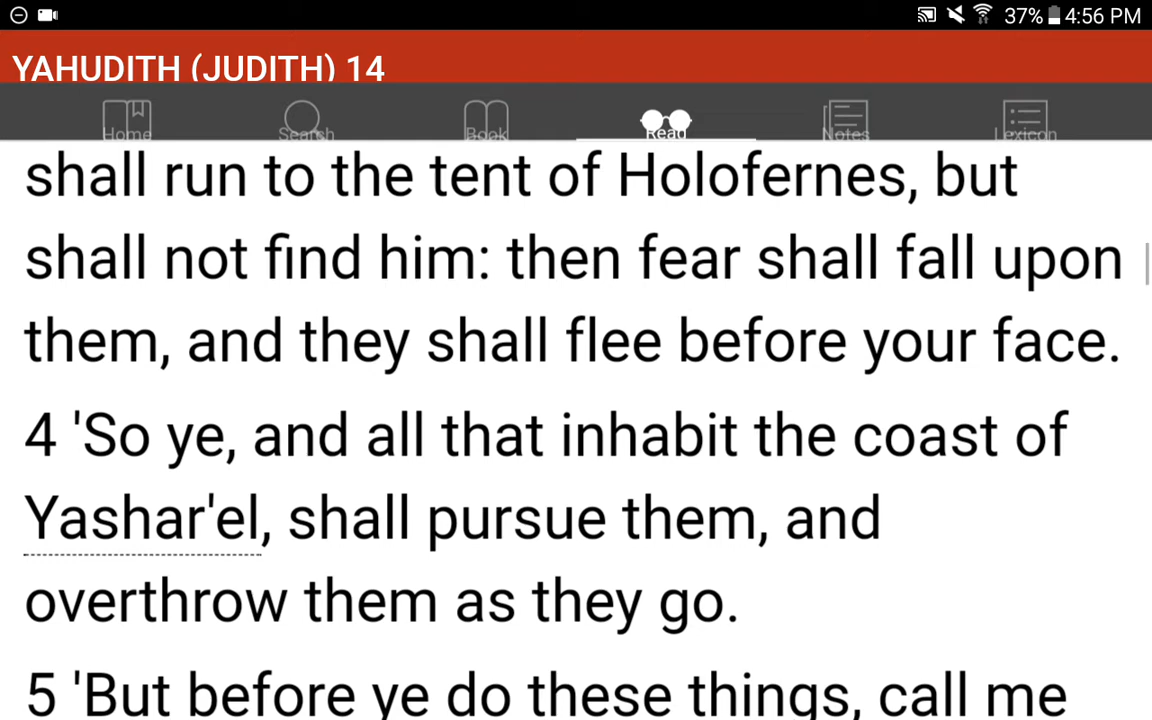 37% 4:56 PM
YAHUDITH (JUDITH) 14
Home Search Book Read Notes Lexicon
shall run to the tent of Holofernes, but
shall not find him: then fear shall fall upon
them, and they shall flee before your face.
4 'So ye, and all that inhabit the coast of
Yashar'el, shall pursue them, and
overthrow them as they go.
5 'But before ye do these things, call me